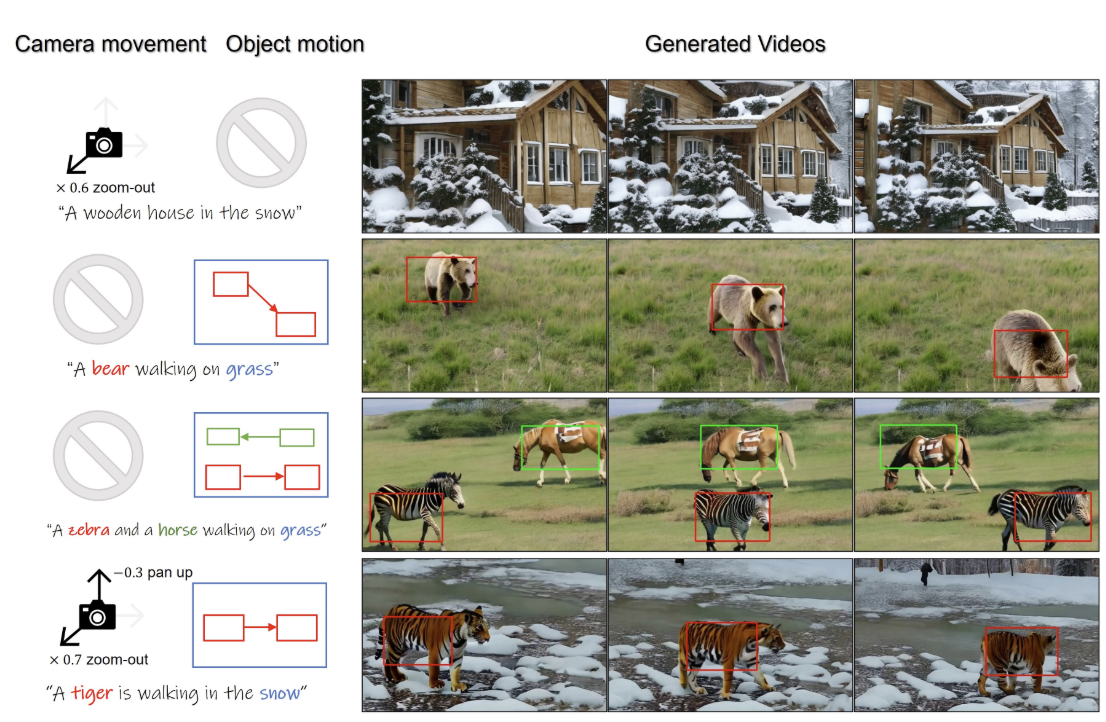 Camera movement Object motion Generated Videos
× 0.6 zoom-out
“A wooden house in the snow”
“A bear walking on grass”
“A zebra and a horse walking on grass”
−0.3 pan up
× 0.7 zoom-out
“A tiger is walking in the snow”